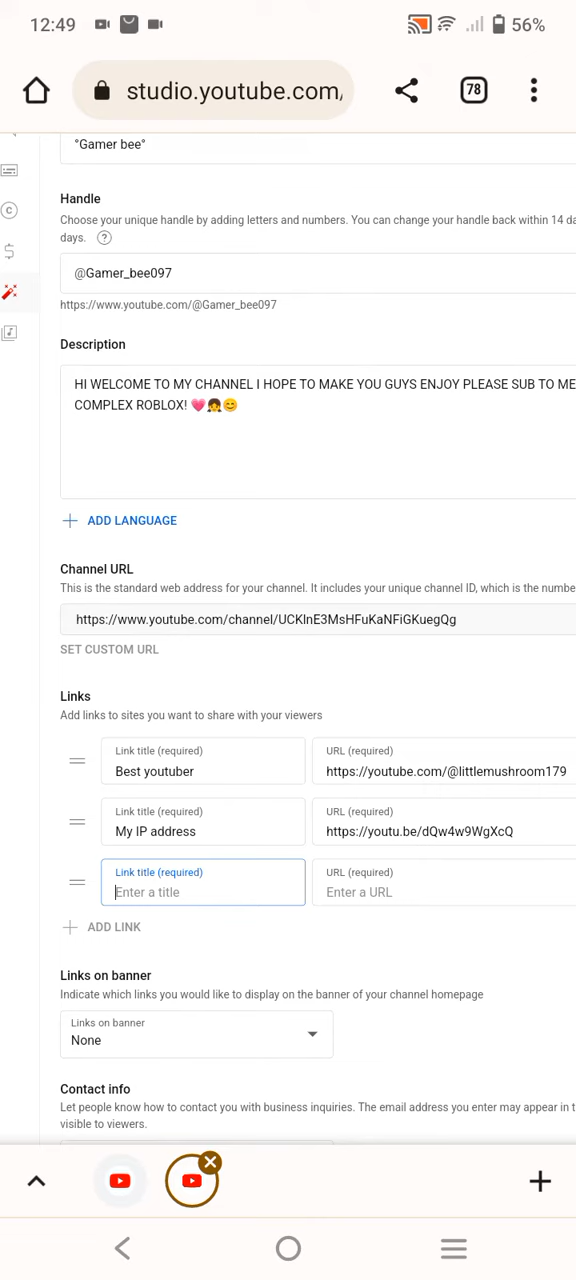 12:49
56%
studio.youtube.com/
78
°Gamer bee°
Handle
Choose your unique handle by adding letters and numbers. You can change your handle back within 14 da
days. ?
@Gamer_bee097
https://www.youtube.com/@Gamer_bee097
Description
HI WELCOME TO MY CHANNEL I HOPE TO MAKE YOU GUYS ENJOY PLEASE SUB TO ME
COMPLEX ROBLOX! 💗👧😊
ADD LANGUAGE
Channel URL
This is the standard web address for your channel. It includes your unique channel ID, which is the numbe
https://www.youtube.com/channel/UCKlnE3MsHFuKaNFiGKuegQg
SET CUSTOM URL
Links
Add links to sites you want to share with your viewers
Link title (required) URL (required)
Best youtuber https://youtube.com/@littlemushroom179
Link title (required) URL (required)
My IP address https://youtu.be/dQw4w9WgXcQ
Link title (required) URL (required)
Enter a title Enter a URL
ADD LINK
Links on banner
Indicate which links you would like to display on the banner of your channel homepage
Links on banner
None
Contact info
Let people know how to contact you with business inquiries. The email address you enter may appear in t
visible to viewers.